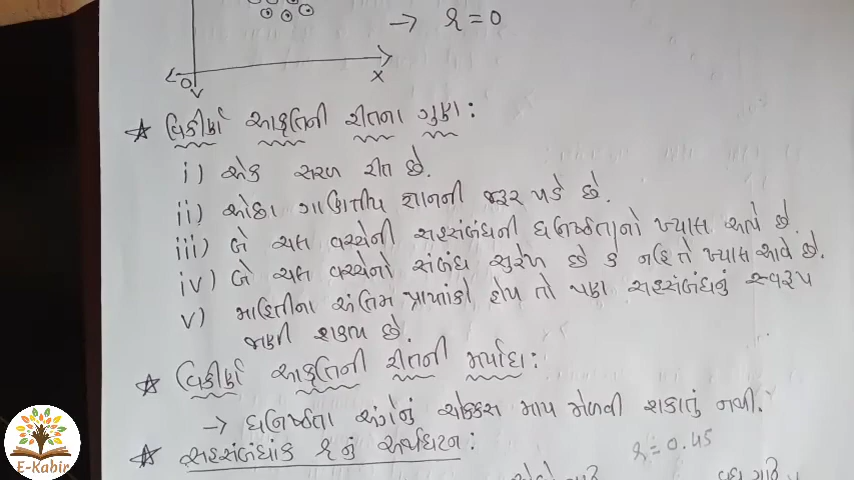 → r = 0
0
x
★ વિકીર્ણ આકૃતિની રીતના ગુણ :
i) એક સરળ રીત છે.
ii) ઓછા ગાણિતીય જ્ઞાનની જરૂર પડે છે.
iii) બે ચલ વચ્ચેની સહસંબંધની ઘનિષ્ઠતાનો ખ્યાલ આપે છે.
iv) બે ચલ વચ્ચેનો સંબંધ સુરેખ છે કે નહિ તે ખ્યાલ આવે છે.
v) માહિતીના અંતિમ પ્રાપ્તાંકો હોય તો પણ સહસંબંધનું સ્વરૂપ
જાણી શકાય છે.
★ વિકીર્ણ આકૃતિની રીતની મર્યાદા :
→ ઘનિષ્ઠતા અંગેનું ચોક્કસ માપ મેળવી શકાતું નથી.
★ સહસંબંધાંક r નું અર્થઘટન :
r = 0.45
E-Kabir